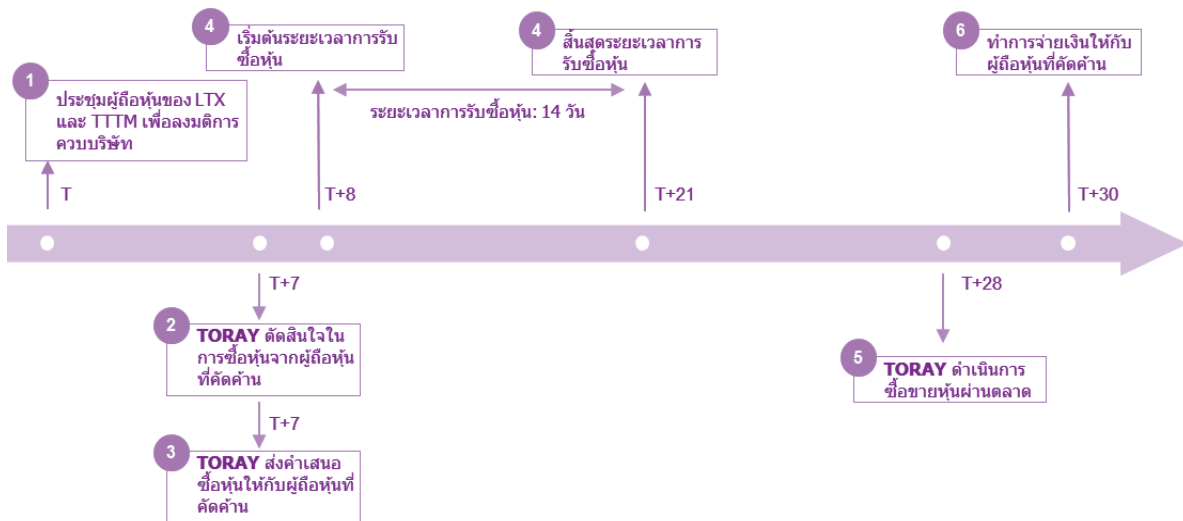 1
ประชุมผู้ถือหุ้นของ LTX
และ TTTM เพื่อลงมติการ
ควบบริษัท
T
4
เริ่มต้นระยะเวลาการรับ
ซื้อหุ้น
T+8
ระยะเวลาการรับซื้อหุ้น: 14 วัน
4
สิ้นสุดระยะเวลาการ
รับซื้อหุ้น
T+21
6
ทำการจ่ายเงินให้กับ
ผู้ถือหุ้นที่คัดค้าน
T+30
T+7
2
TORAY ตัดสินใจใน
การซื้อหุ้นจากผู้ถือหุ้น
ที่คัดค้าน
T+7
3
TORAY ส่งคำเสนอ
ซื้อหุ้นให้กับผู้ถือหุ้นที่
คัดค้าน
T+28
5
TORAY ดำเนินการ
ซื้อขายหุ้นผ่านตลาด